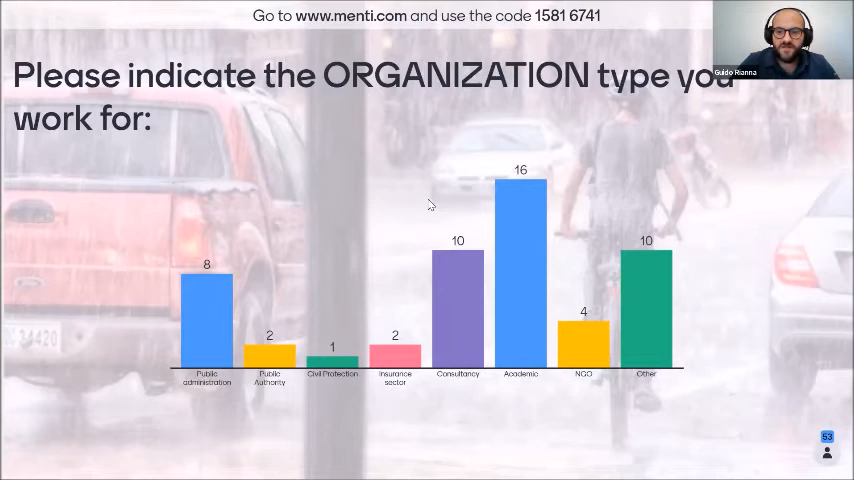 Go to www.menti.com and use the code 1581 6741
Guido Rianna
Please indicate the ORGANIZATION type you
work for:
8
2
1
2
10
16
4
10
Public administration
Public Authority
Civil Protection
Insurance sector
Consultancy
Academic
NGO
Other
34420
53